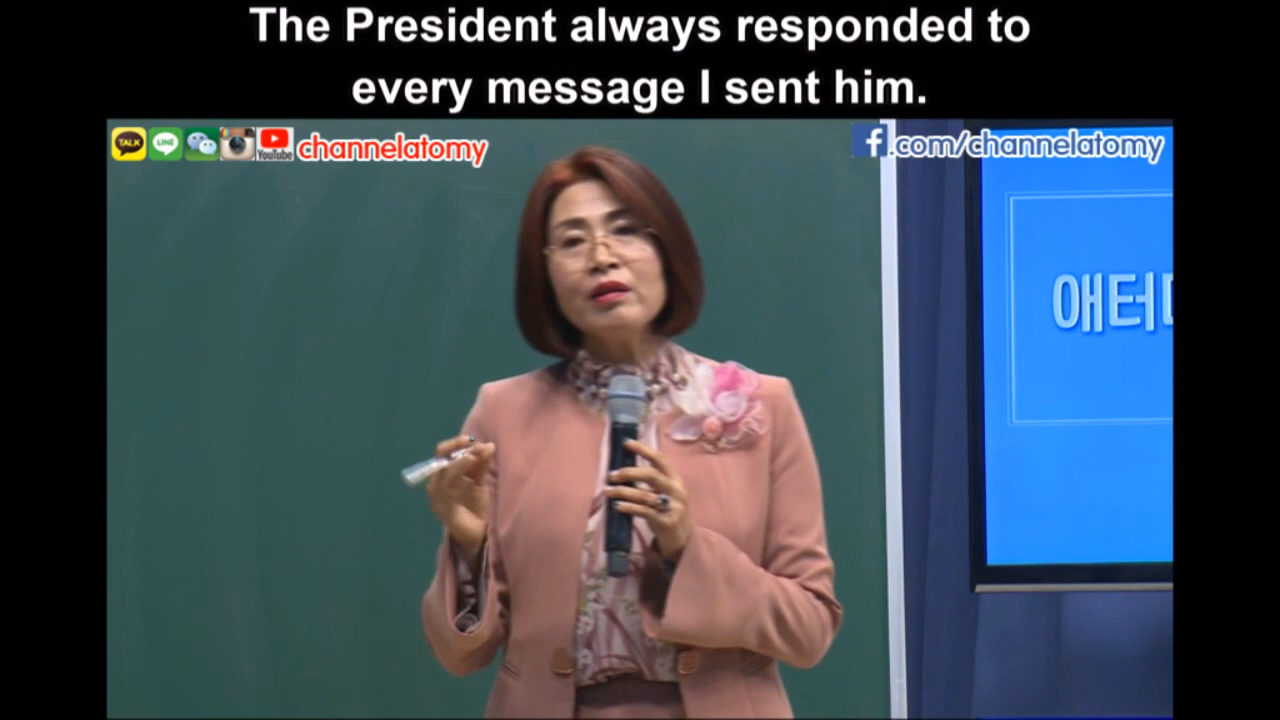 The President always responded to
every message I sent him.
TALK
LINE
YouTube
channelatomy
f.com/channelatomy
애터